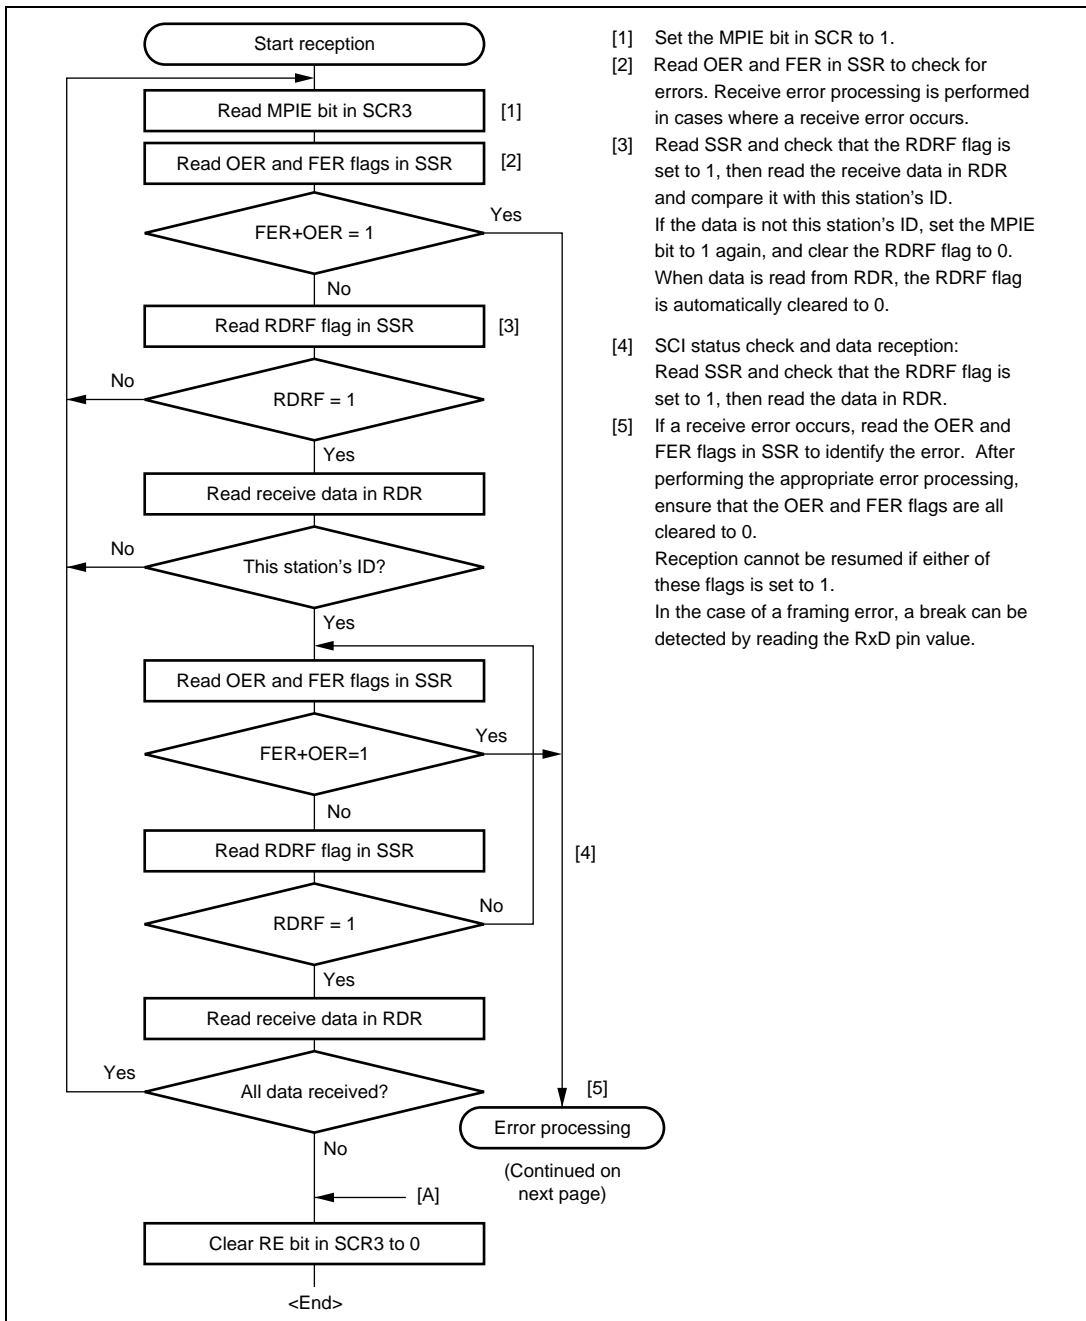 Start reception
Read MPIE bit in SCR3
[1]
Read OER and FER flags in SSR
[2]
Yes
FER+OER = 1
No
Read RDRF flag in SSR
[3]
No
RDRF = 1
Yes
Read receive data in RDR
No
This station's ID?
Yes
Read OER and FER flags in SSR
Yes
FER+OER=1
No
Read RDRF flag in SSR
[4]
No
RDRF = 1
Yes
Read receive data in RDR
Yes
All data received?
[5]
Error processing
No
(Continued on
next page)
[A]
Clear RE bit in SCR3 to 0
<End>
[1] Set the MPIE bit in SCR to 1.
[2] Read OER and FER in SSR to check for
errors. Receive error processing is performed
in cases where a receive error occurs.
[3] Read SSR and check that the RDRF flag is
set to 1, then read the receive data in RDR
and compare it with this station's ID.
If the data is not this station's ID, set the MPIE
bit to 1 again, and clear the RDRF flag to 0.
When data is read from RDR, the RDRF flag
is automatically cleared to 0.
[4] SCI status check and data reception:
Read SSR and check that the RDRF flag is
set to 1, then read the data in RDR.
[5] If a receive error occurs, read the OER and
FER flags in SSR to identify the error. After
performing the appropriate error processing,
ensure that the OER and FER flags are all
cleared to 0.
Reception cannot be resumed if either of
these flags is set to 1.
In the case of a framing error, a break can be
detected by reading the RxD pin value.